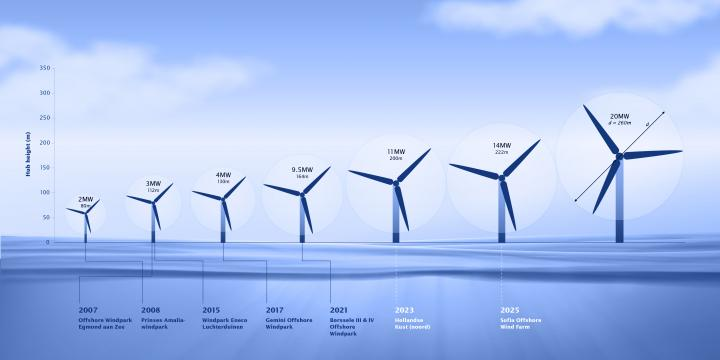 350
300
250
200
150
100
50
0
Hub height (m)
2MW
80m
3MW
112m
4MW
130m
9.5MW
164m
11MW
200m
14MW
222m
20MW
d = 260m
d
2007
Offshore Windpark
Egmond aan Zee
2008
Prinses Amalia-
windpark
2015
Windpark Eneco
Luchterduinen
2017
Gemini Offshore
Windpark
2021
Borssele III & IV
Offshore
Windpark
2023
Hollandse
Kust (noord)
2025
Sofia Offshore
Wind Farm